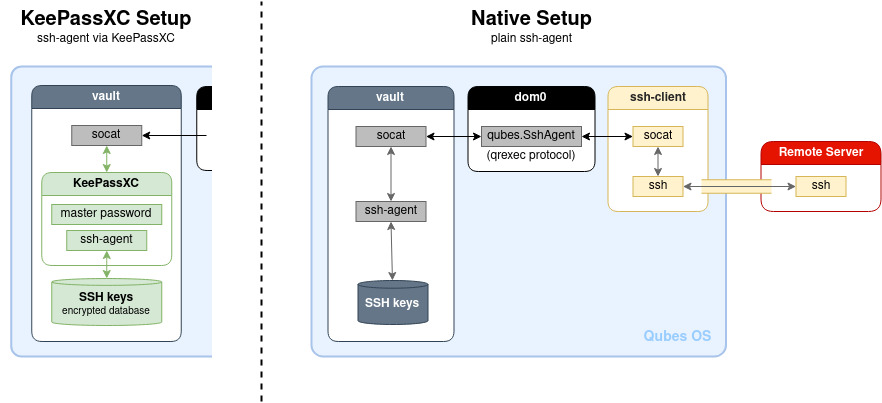 KeePassXC Setup
ssh-agent via KeePassXC
vault
socat
KeePassXC
master password
ssh-agent
SSH keys
encrypted database
Native Setup
plain ssh-agent
vault
socat
ssh-agent
SSH keys
dom0
qubes.SshAgent
(qrexec protocol)
ssh-client
socat
ssh
Remote Server
ssh
Qubes OS